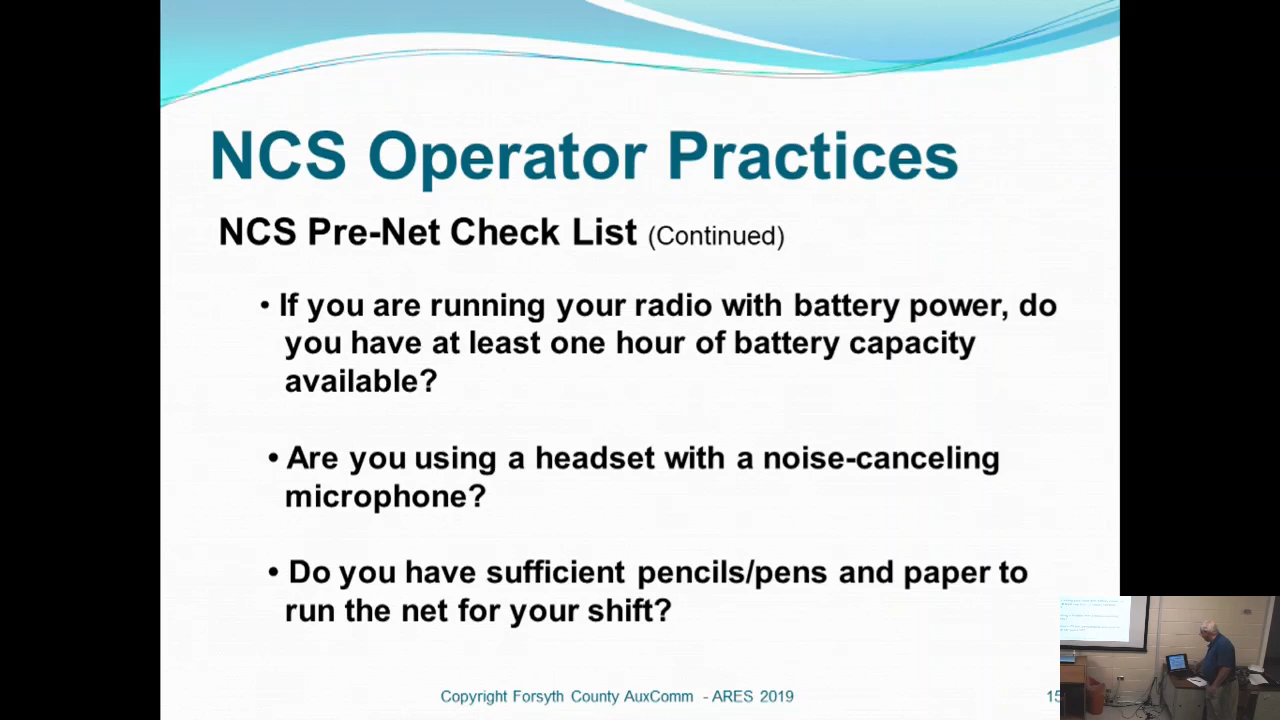 NCS Operator Practices
NCS Pre-Net Check List (Continued)
• If you are running your radio with battery power, do
you have at least one hour of battery capacity
available?
• Are you using a headset with a noise-canceling
microphone?
• Do you have sufficient pencils/pens and paper to
run the net for your shift?
Copyright Forsyth County AuxComm - ARES 2019